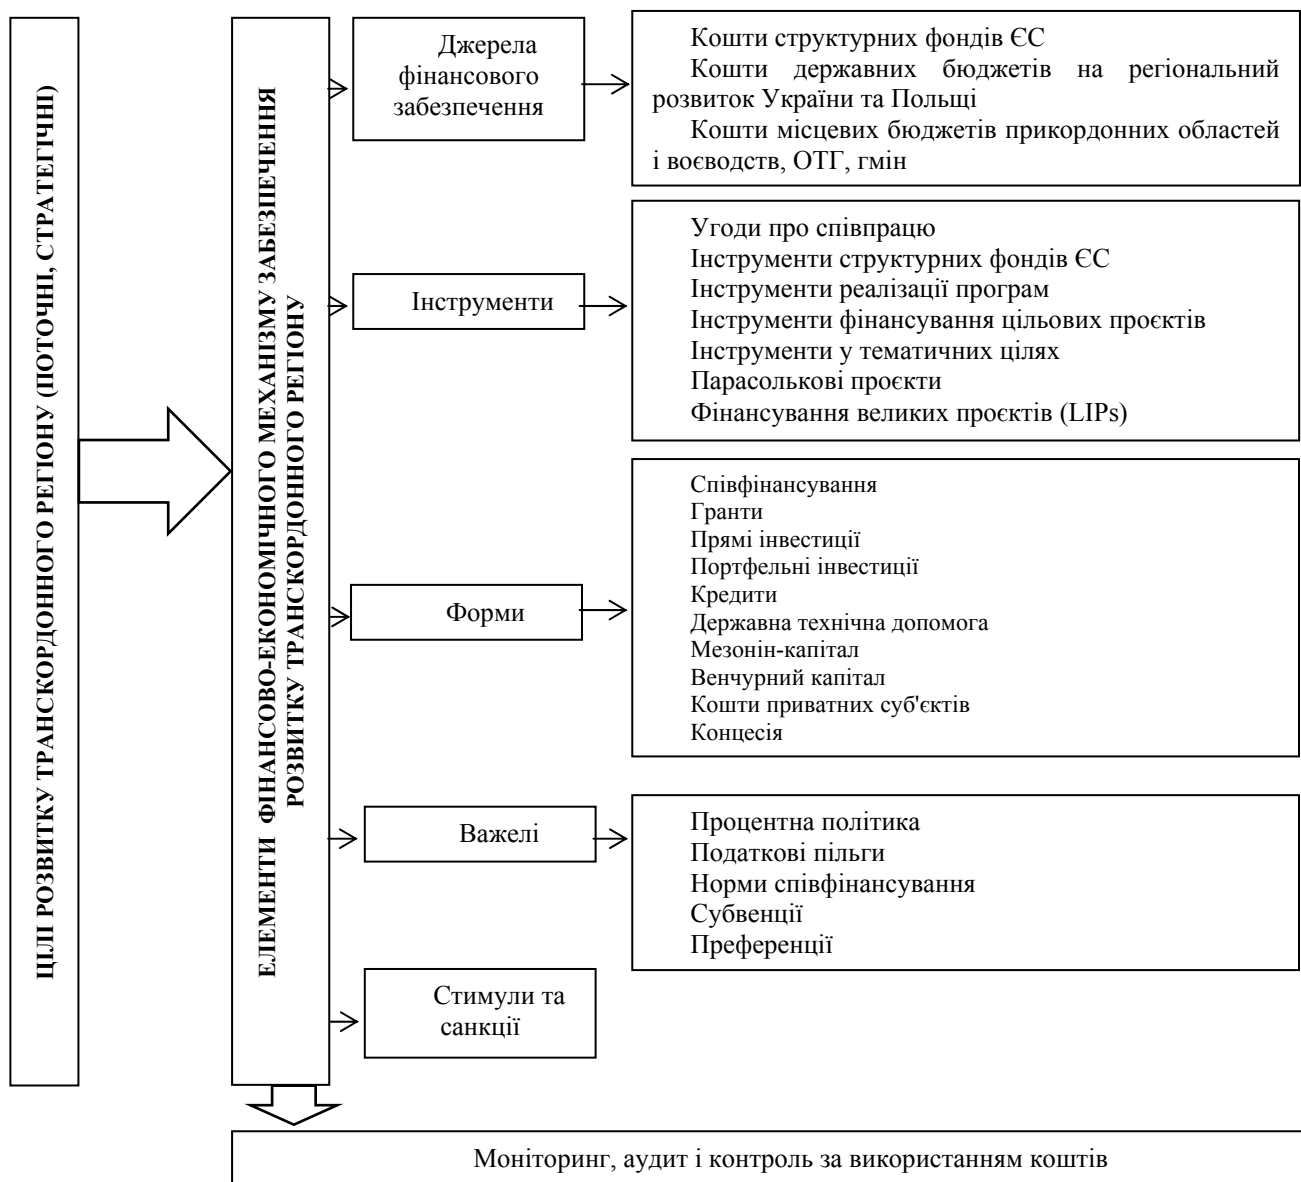 ЦІЛІ РОЗВИТКУ ТРАНСКОРДОННОГО РЕГІОНУ (ПОТОЧНІ, СТРАТЕГІЧНІ)
ЕЛЕМЕНТИ ФІНАНСОВО-ЕКОНОМІЧНОГО МЕХАНІЗМУ ЗАБЕЗПЕЧЕННЯ
РОЗВИТКУ ТРАНСКОРДОННОГО РЕГІОНУ
Джерела
фінансового
забезпечення
Кошти структурних фондів ЄС
Кошти державних бюджетів на регіональний
розвиток України та Польщі
Кошти місцевих бюджетів прикордонних областей
і воєводств, ОТГ, гмін
Інструменти
Угоди про співпрацю
Інструменти структурних фондів ЄС
Інструменти реалізації програм
Інструменти фінансування цільових проєктів
Інструменти у тематичних цілях
Парасолькові проєкти
Фінансування великих проєктів (LIPs)
Форми
Співфінансування
Гранти
Прямі інвестиції
Портфельні інвестиції
Кредити
Державна технічна допомога
Мезонін-капітал
Венчурний капітал
Кошти приватних суб'єктів
Концесія
Важелі
Процентна політика
Податкові пільги
Норми співфінансування
Субвенції
Преференції
Стимули та
санкції
Моніторинг, аудит і контроль за використанням коштів